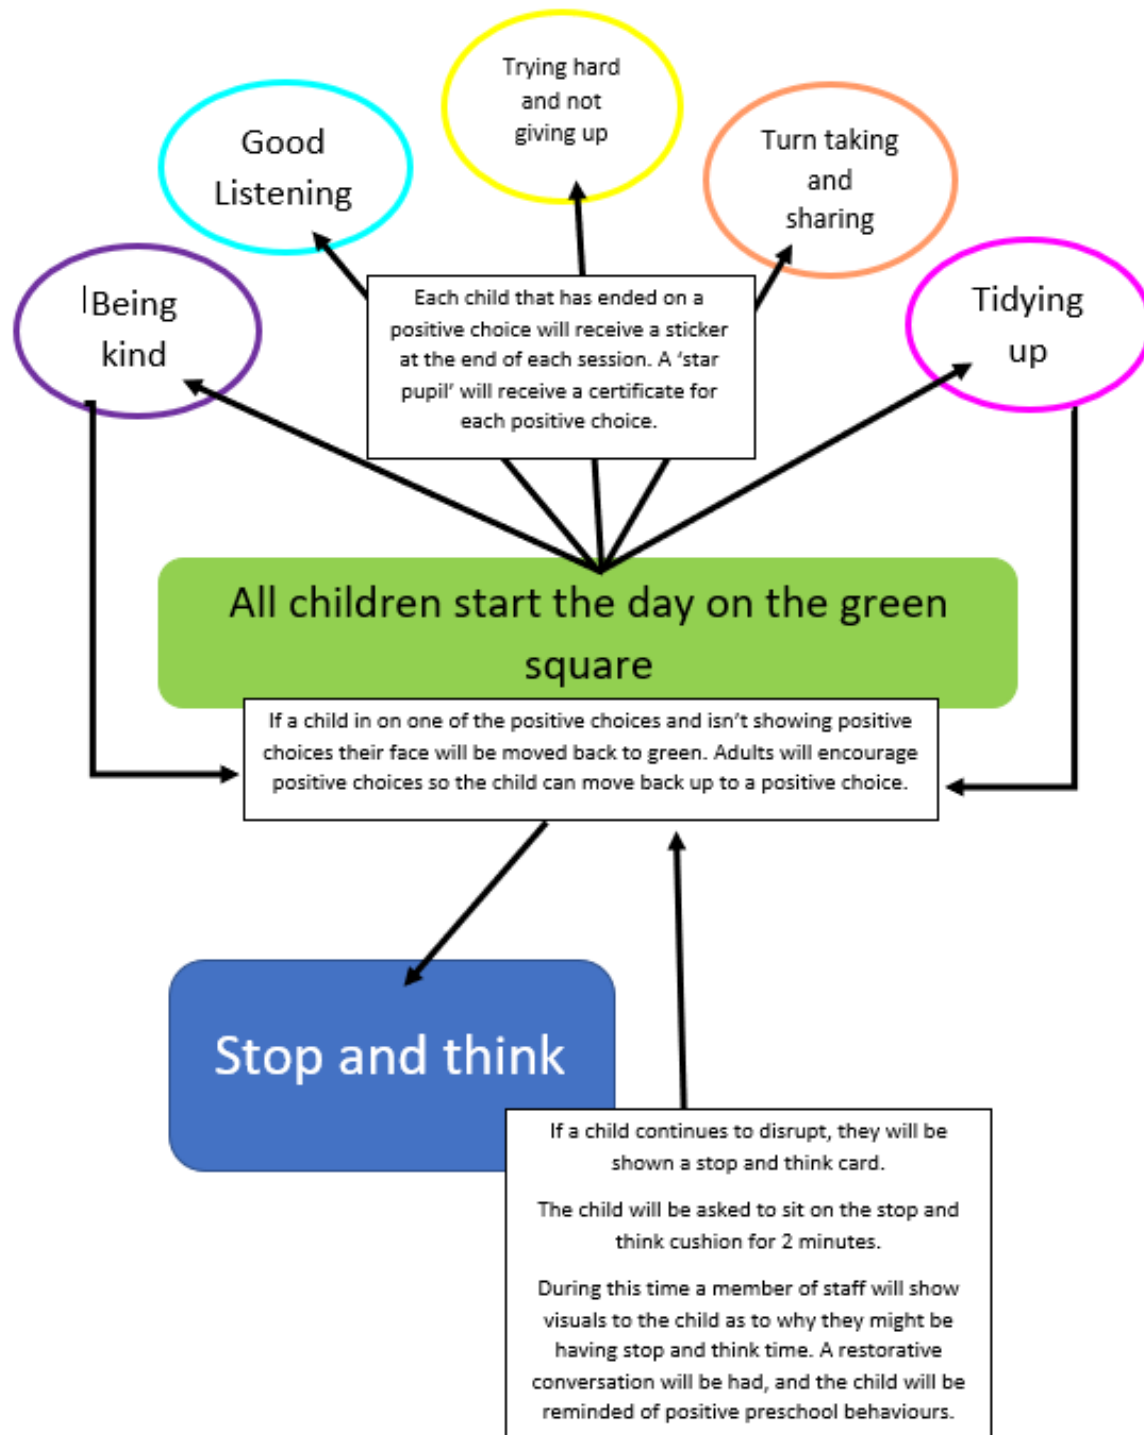 Trying hard
and not
giving up
Good
Listening
Turn taking
and
sharing
Being
kind
Tidying
up
Each child that has ended on a
positive choice will receive a sticker
at the end of each session. A ‘star
pupil’ will receive a certificate for
each positive choice.
All children start the day on the green
square
If a child in on one of the positive choices and isn’t showing positive
choices their face will be moved back to green. Adults will encourage
positive choices so the child can move back up to a positive choice.
Stop and think
If a child continues to disrupt, they will be
shown a stop and think card.
The child will be asked to sit on the stop and
think cushion for 2 minutes.
During this time a member of staff will show
visuals to the child as to why they might be
having stop and think time. A restorative
conversation will be had, and the child will be
reminded of positive preschool behaviours.